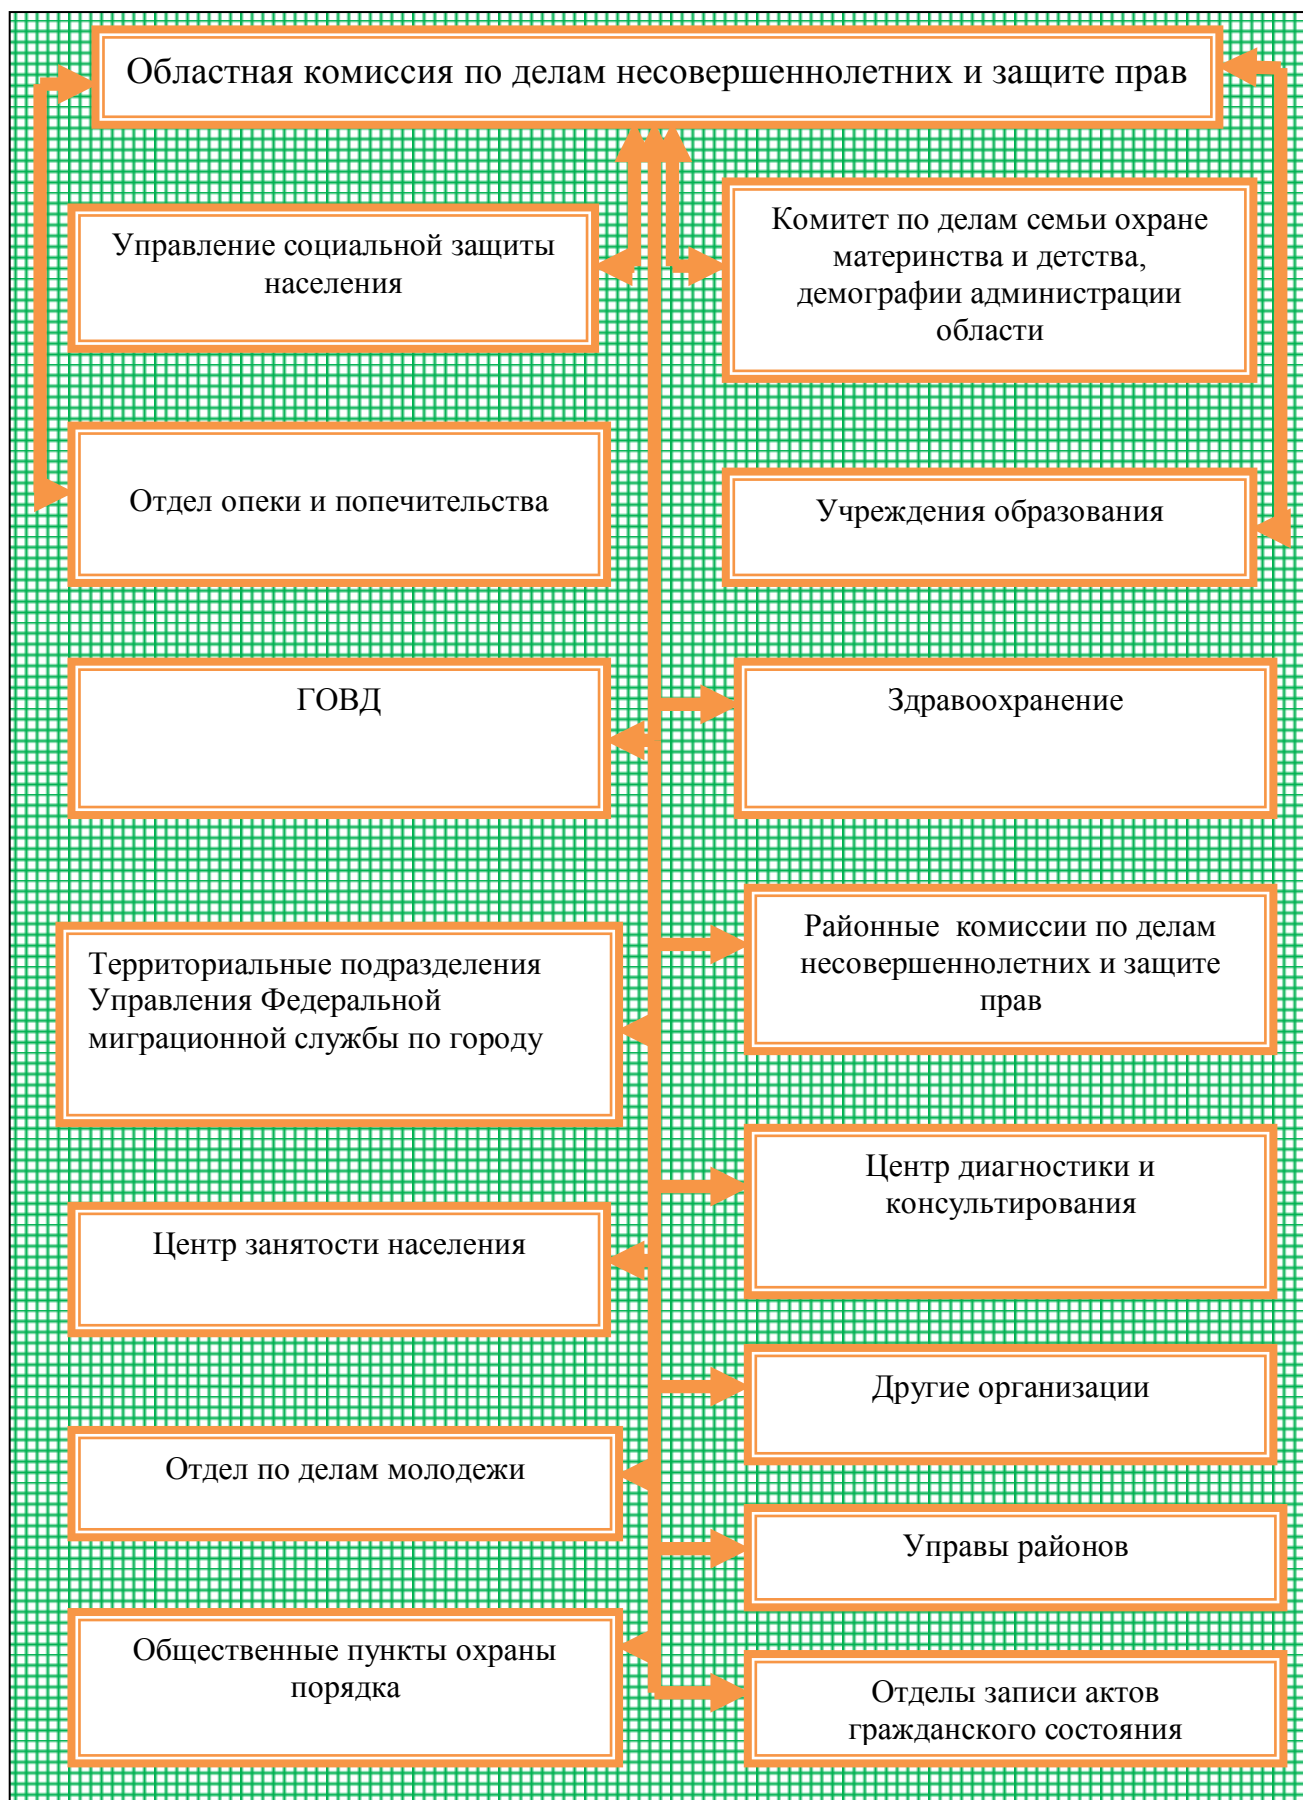 Областная комиссия по делам несовершеннолетних и защите прав
Управление социальной защиты
населения
Комитет по делам семьи охране
материнства и детства,
демографии администрации
области
Отдел опеки и попечительства
Учреждения образования
ГОВД
Здравоохранение
Территориальные подразделения
Управления Федеральной
миграционной службы по городу
Районные комиссии по делам
несовершеннолетних и защите
прав
Центр диагностики и
консультирования
Центр занятости населения
Другие организации
Отдел по делам молодежи
Управы районов
Общественные пункты охраны
порядка
Отделы записи актов
гражданского состояния